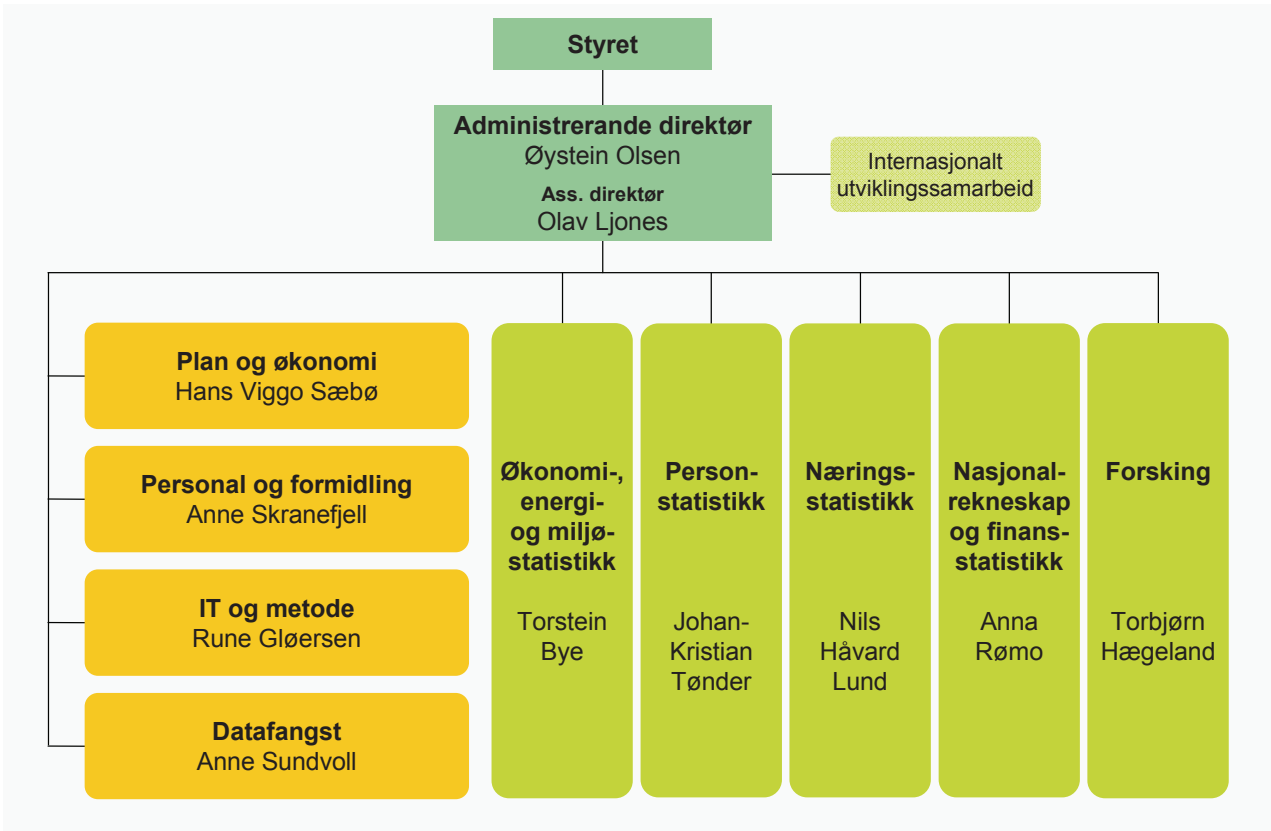 Styret
Administrerande direktør
Øystein Olsen
Ass. direktør
Olav Ljones
Internasjonalt
utviklingssamarbeid
Plan og økonomi
Hans Viggo Sæbø
Personal og formidling
Anne Skranefjell
IT og metode
Rune Gløersen
Datafangst
Anne Sundvoll
Økonomi-,
energi-
og miljø-
statistikk
Torstein
Bye
Person-
statistikk
Johan-
Kristian
Tønder
Nærings-
statistikk
Nils
Håvard
Lund
Nasjonal-
rekneskap
og finans-
statistikk
Anna
Rømo
Forsking
Torbjørn
Hægeland